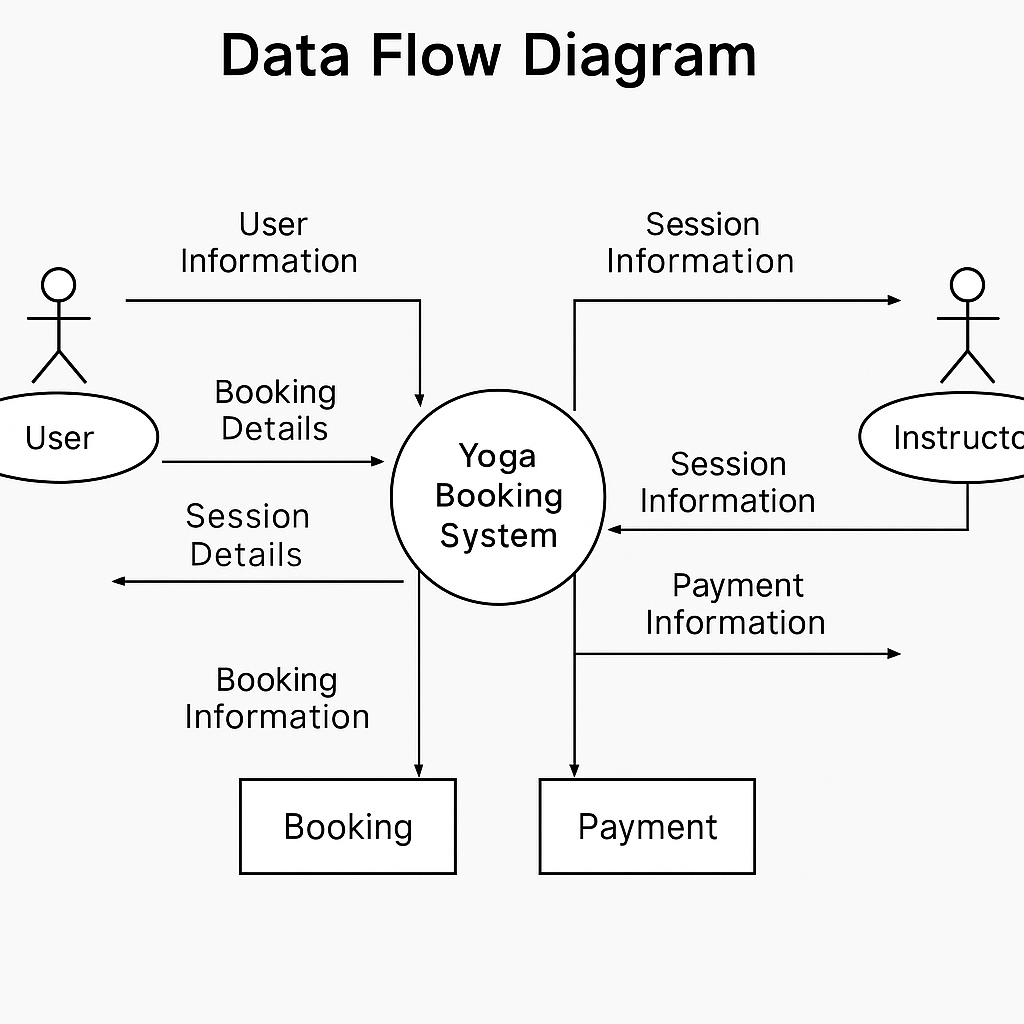 Data Flow Diagram
User
Information
Session
Information
Booking
Details
User
Instructo
Session
Information
Yoga
Booking
System
Session
Details
Payment
Information
Booking
Information
Booking
Payment